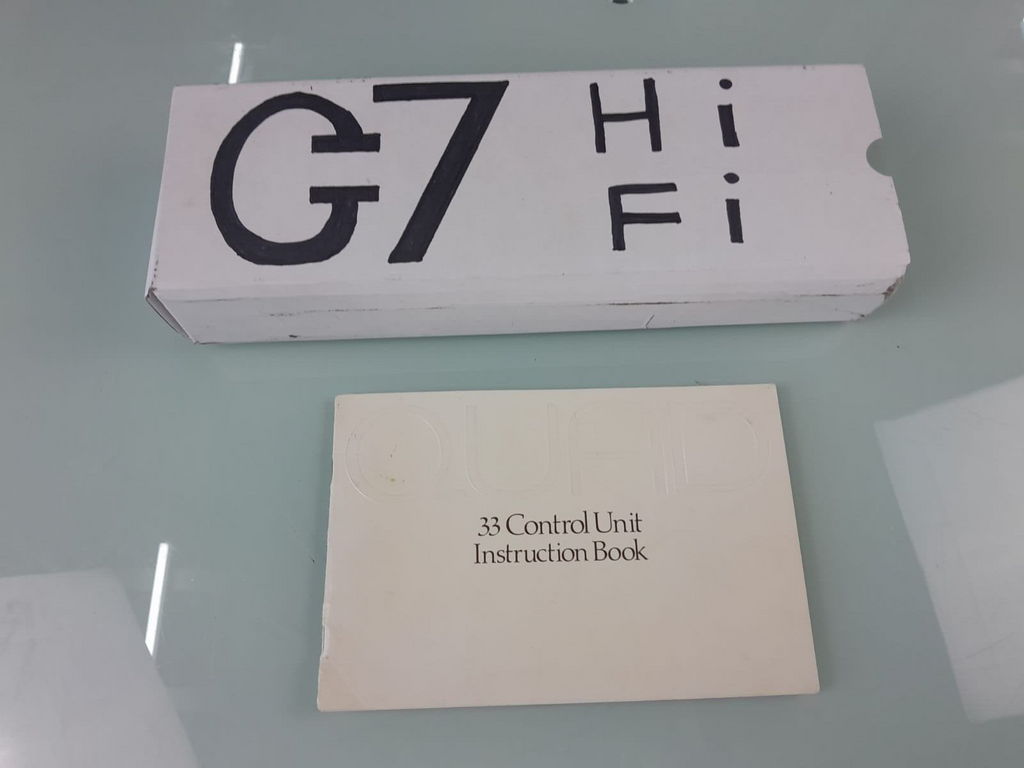 G7 Hi
Fi
QUAD
33 Control Unit
Instruction Book